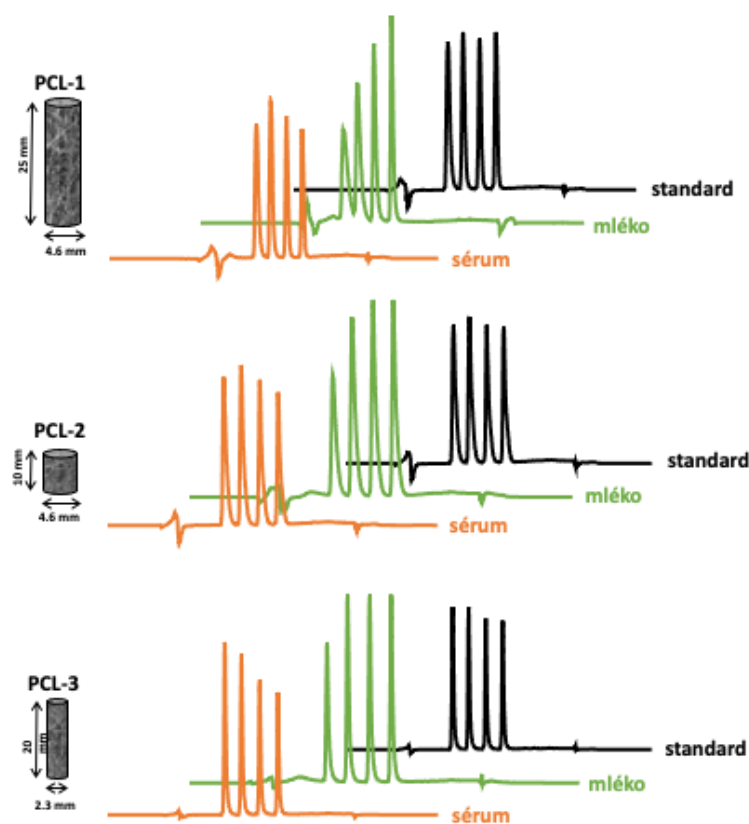 PCL-1
25 mm
4.6 mm
standard
mléko
sérum
PCL-2
10 mm
4.6 mm
standard
mléko
sérum
PCL-3
20
mm
2.3 mm
standard
mléko
sérum